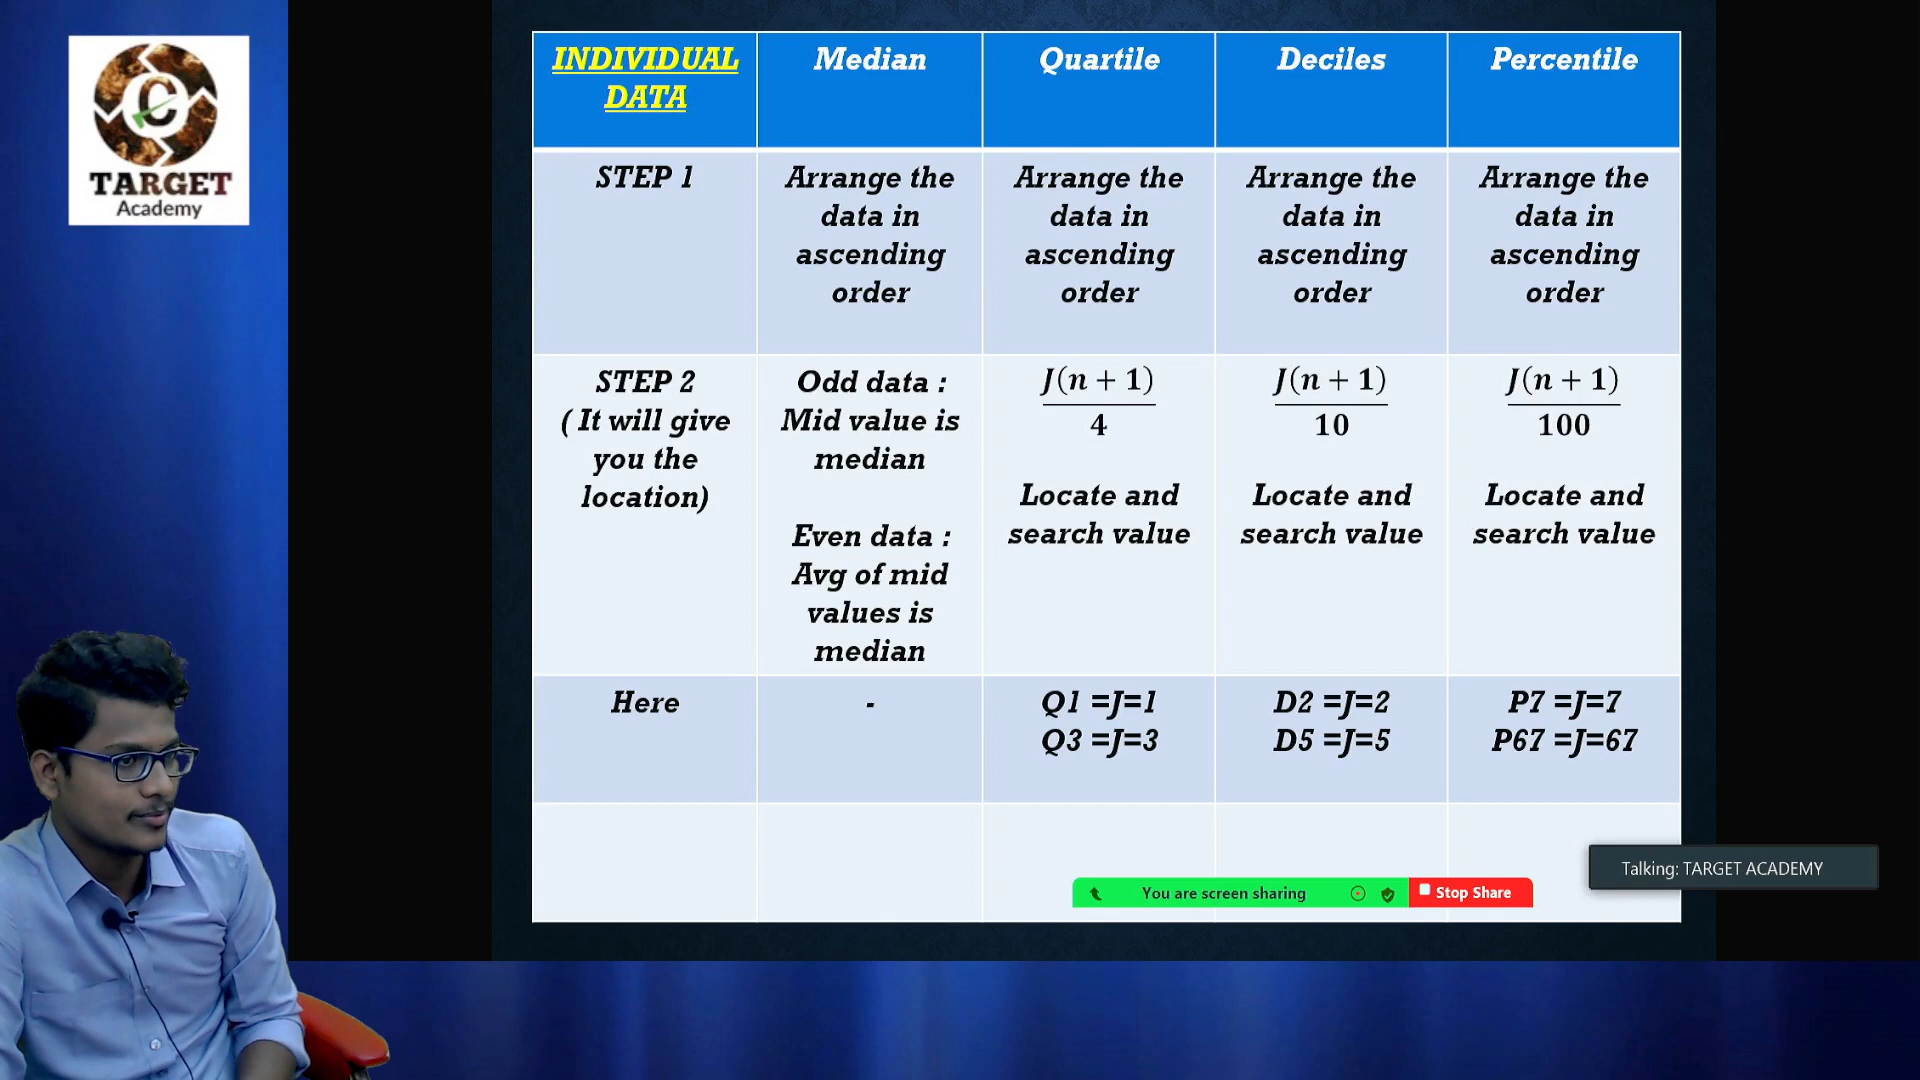 C
TARGET
Academy
INDIVIDUAL
DATA
Median
Quartile
Deciles
Percentile
STEP 1
Arrange the
data in
ascending
order
Arrange the
data in
ascending
order
Arrange the
data in
ascending
order
Arrange the
data in
ascending
order
STEP 2
( It will give
you the
location)
Odd data :
Mid value is
median
Even data :
Avg of mid
values is
median
J(n + 1)
4
Locate and
search value
J(n + 1)
10
Locate and
search value
J(n + 1)
100
Locate and
search value
Here
-
Q1 =J=1
Q3 =J=3
D2 =J=2
D5 =J=5
P7 =J=7
P67 =J=67
Talking: TARGET ACADEMY
You are screen sharing
Stop Share